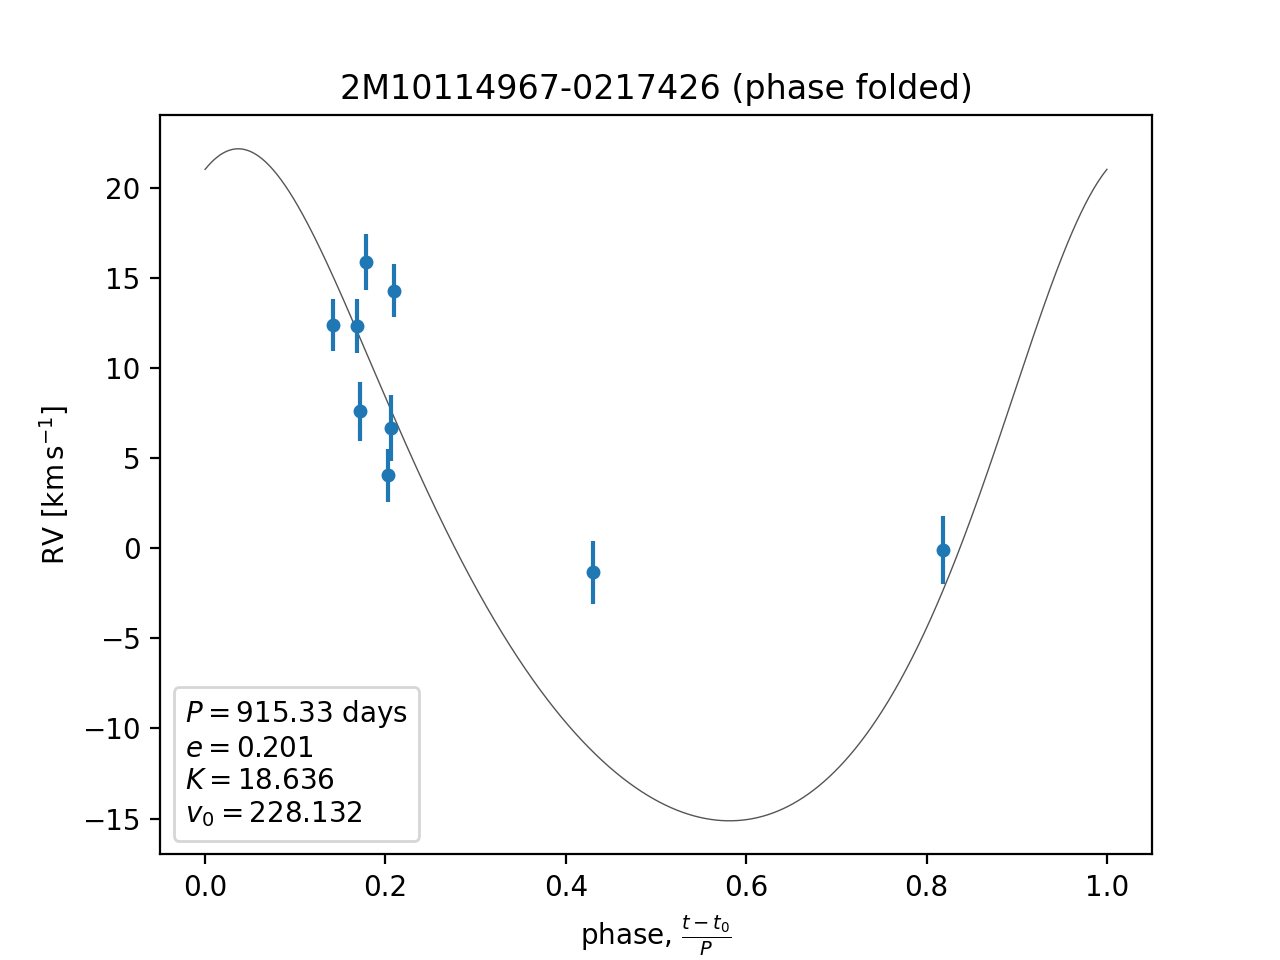 2M10114967-0217426 (phase folded)
RV [km s⁻¹]
20
15
10
5
0
−5
−10
−15
P = 915.33 days
e = 0.201
K = 18.636
v₀ = 228.132
0.0 0.2 0.4 0.6 0.8 1.0
phase, (t − t₀)/P